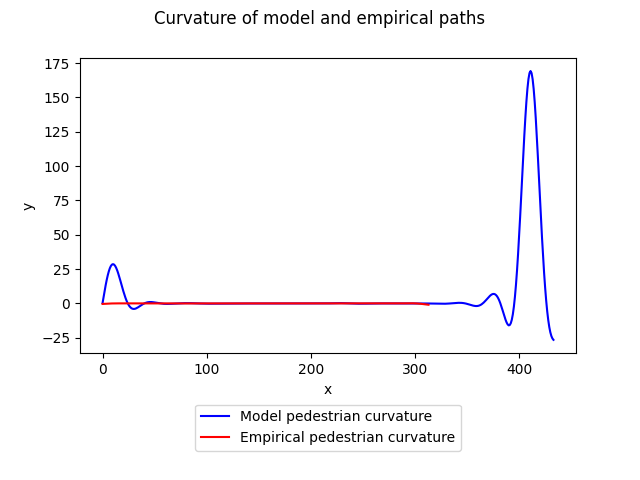 Curvature of model and empirical paths
175
150
125
100
75
50
25
0
−25
y
0 100 200 300 400
x
Model pedestrian curvature
Empirical pedestrian curvature